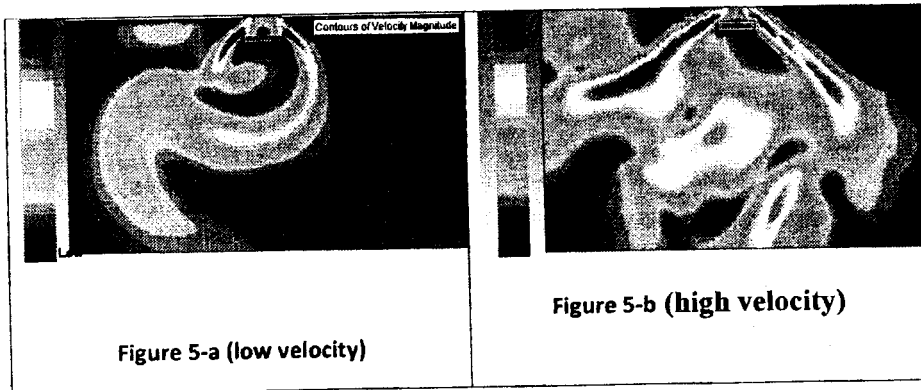 Contours of Velocity Magnitude
Figure 5-a (low velocity)
Figure 5-b (high velocity)